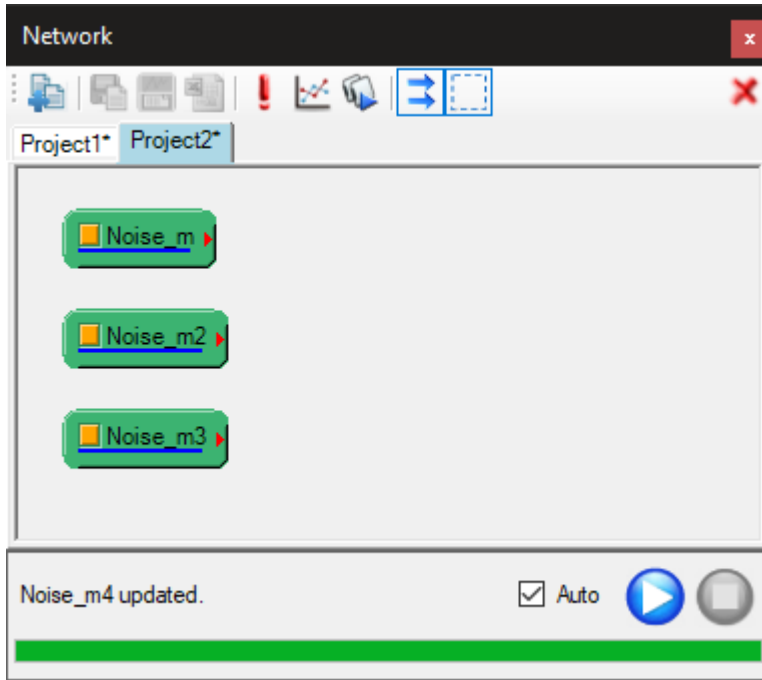 Network
Project1* Project2*
Noise_m
Noise_m2
Noise_m3
Noise_m4 updated.
Auto